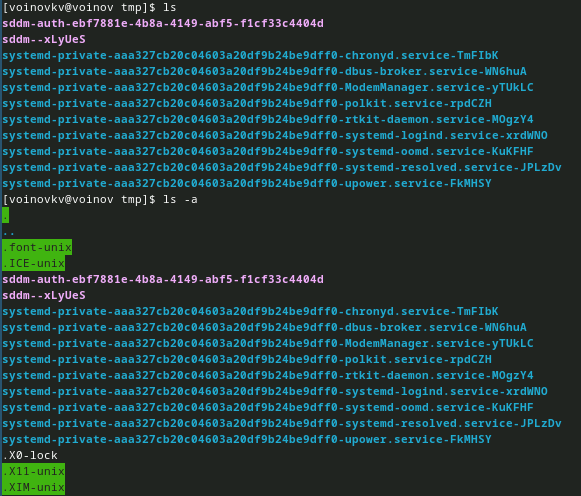 [voinovkv@voinov tmp]$ ls
sddm-auth-ebf7881e-4b8a-4149-abf5-f1cf33c4404d
sddm--xLyUeS
systemd-private-aaa327cb20c04603a20df9b24be9dff0-chronyd.service-TmFIbK
systemd-private-aaa327cb20c04603a20df9b24be9dff0-dbus-broker.service-WN6huA
systemd-private-aaa327cb20c04603a20df9b24be9dff0-ModemManager.service-yTUkLC
systemd-private-aaa327cb20c04603a20df9b24be9dff0-polkit.service-rpdCZH
systemd-private-aaa327cb20c04603a20df9b24be9dff0-rtkit-daemon.service-MOgzY4
systemd-private-aaa327cb20c04603a20df9b24be9dff0-systemd-logind.service-xrdWNO
systemd-private-aaa327cb20c04603a20df9b24be9dff0-systemd-oomd.service-KuKFHF
systemd-private-aaa327cb20c04603a20df9b24be9dff0-systemd-resolved.service-JPLzDv
systemd-private-aaa327cb20c04603a20df9b24be9dff0-upower.service-FkMHSY
[voinovkv@voinov tmp]$ ls -a
.
..
.font-unix
.ICE-unix
sddm-auth-ebf7881e-4b8a-4149-abf5-f1cf33c4404d
sddm--xLyUeS
systemd-private-aaa327cb20c04603a20df9b24be9dff0-chronyd.service-TmFIbK
systemd-private-aaa327cb20c04603a20df9b24be9dff0-dbus-broker.service-WN6huA
systemd-private-aaa327cb20c04603a20df9b24be9dff0-ModemManager.service-yTUkLC
systemd-private-aaa327cb20c04603a20df9b24be9dff0-polkit.service-rpdCZH
systemd-private-aaa327cb20c04603a20df9b24be9dff0-rtkit-daemon.service-MOgzY4
systemd-private-aaa327cb20c04603a20df9b24be9dff0-systemd-logind.service-xrdWNO
systemd-private-aaa327cb20c04603a20df9b24be9dff0-systemd-oomd.service-KuKFHF
systemd-private-aaa327cb20c04603a20df9b24be9dff0-systemd-resolved.service-JPLzDv
systemd-private-aaa327cb20c04603a20df9b24be9dff0-upower.service-FkMHSY
.X0-lock
.X11-unix
.XIM-unix